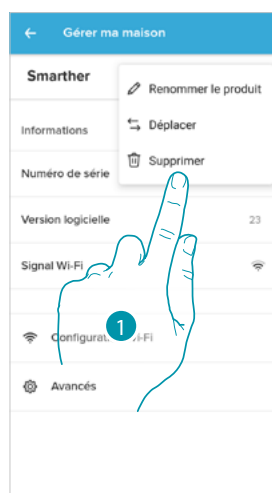 Gérer ma maison
Smarther
Renommer le produit
Déplacer
Supprimer
Informations
Numéro de série
Version logicielle 23
Signal Wi-Fi
1
Avancés